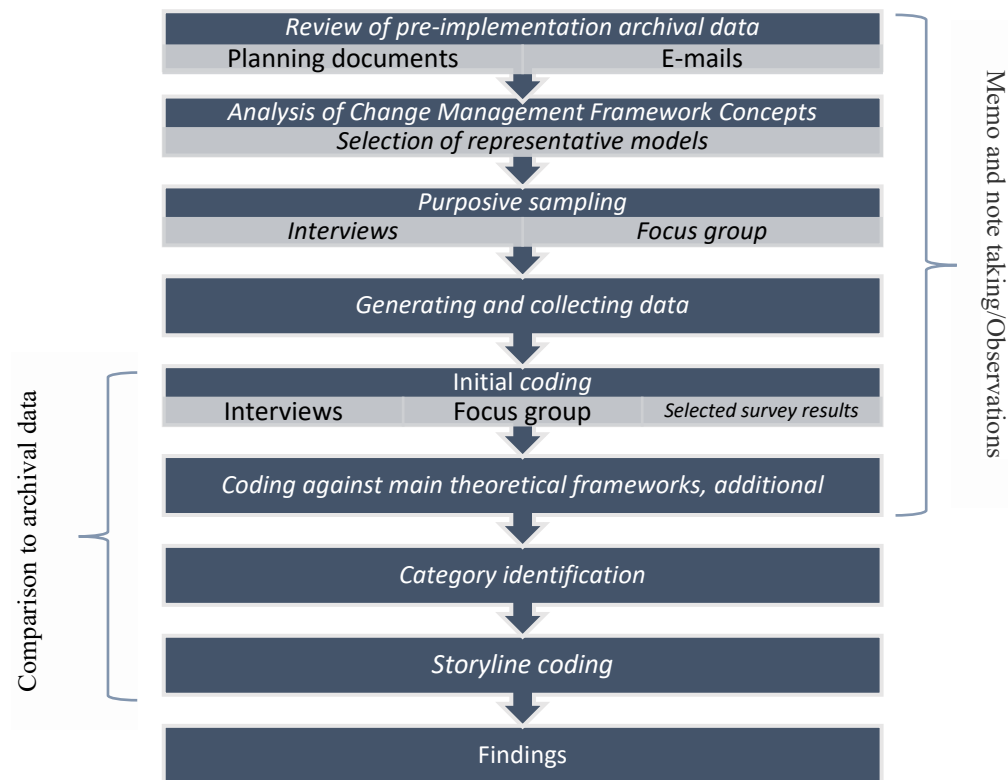 Review of pre-implementation archival data
Planning documents
E-mails
Analysis of Change Management Framework Concepts
Selection of representative models
Purposive sampling
Interviews
Focus group
Generating and collecting data
Initial coding
Interviews
Focus group
Selected survey results
Coding against main theoretical frameworks, additional
Category identification
Storyline coding
Findings
Comparison to archival data
Memo and note taking/Observations